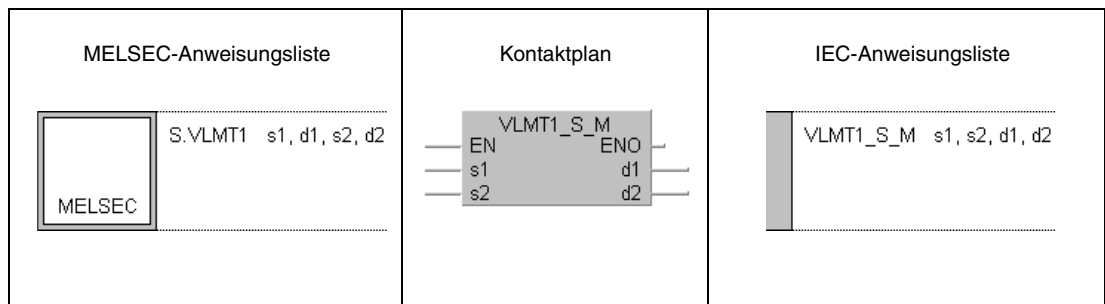 MELSEC-Anweisungsliste
MELSEC
S.VLMT1 s1, d1, s2, d2
Kontaktplan
VLMT1_S_M
EN ENO
s1 d1
s2 d2
IEC-Anweisungsliste
VLMT1_S_M s1, s2, d1, d2